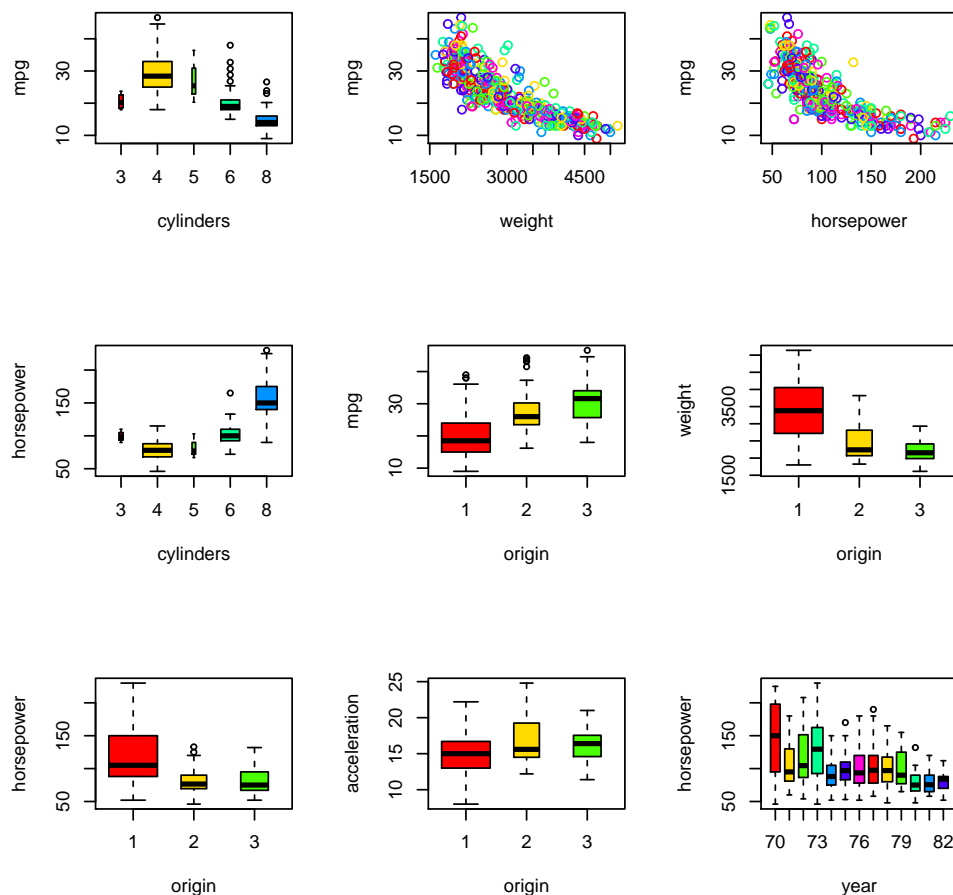 mpg
10 30
3 4 5 6 8
cylinders
mpg
10 30
1500 3000 4500
weight
mpg
10 30
50 100 150 200
horsepower
horsepower
50 150
3 4 5 6 8
cylinders
mpg
10 30
1 2 3
origin
weight
1500 3500
1 2 3
origin
horsepower
50 150
1 2 3
origin
acceleration
10 15 20 25
1 2 3
origin
horsepower
50 150
70 73 76 79 82
year